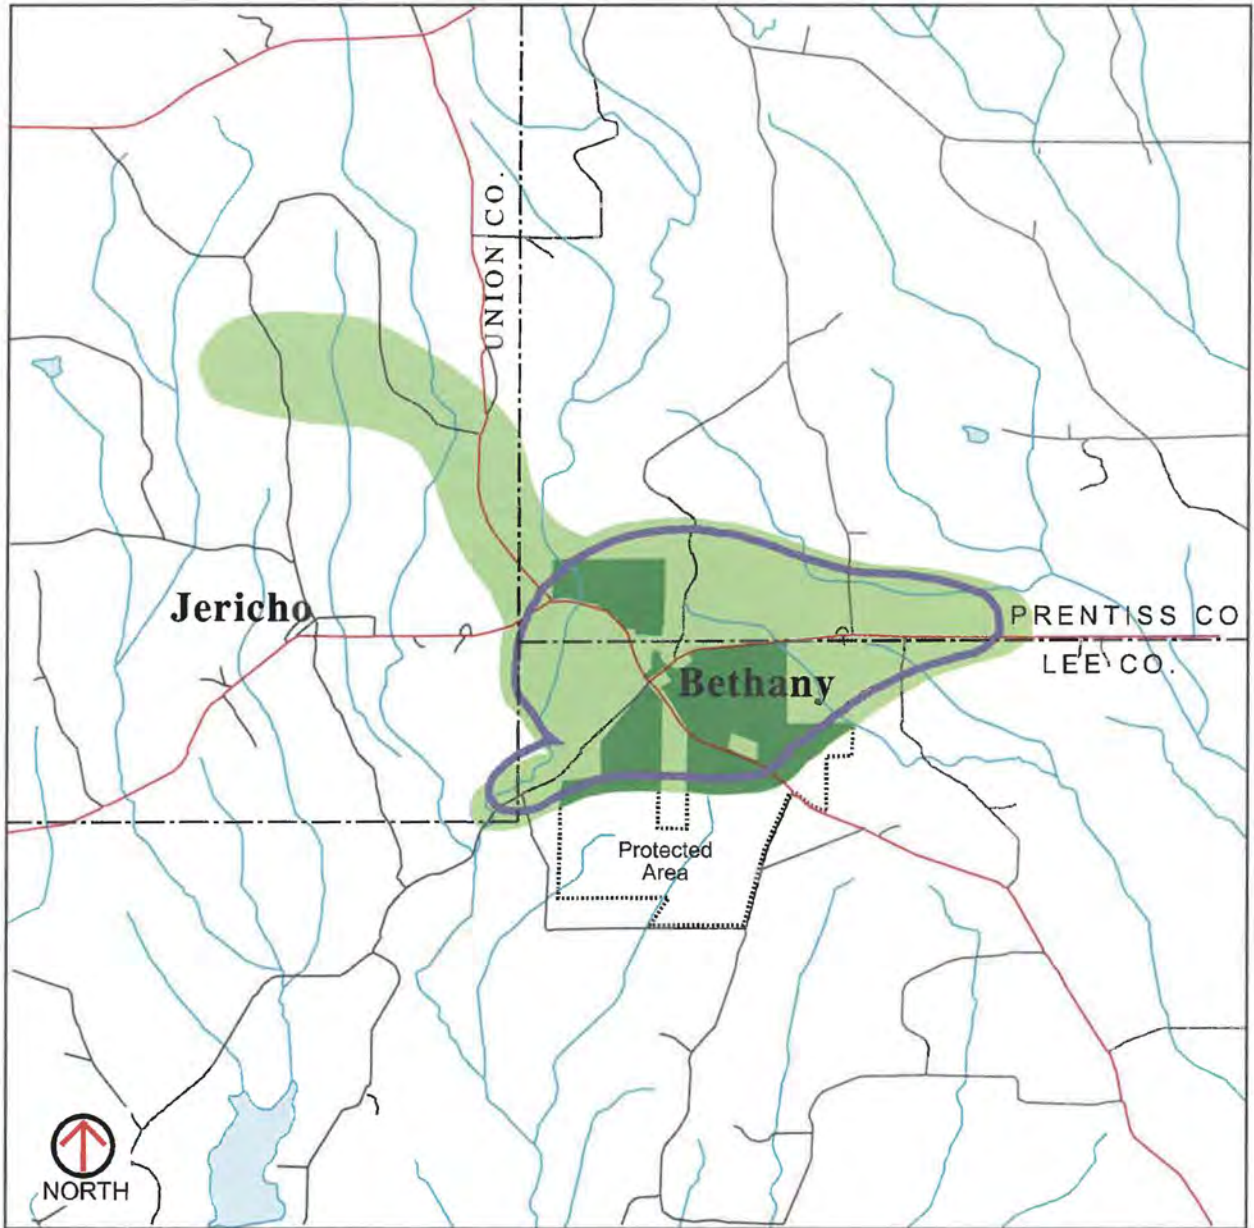 UNION CO.
Jericho
PRENTISS CO
LEE CO.
Bethany
Protected
Area
NORTH